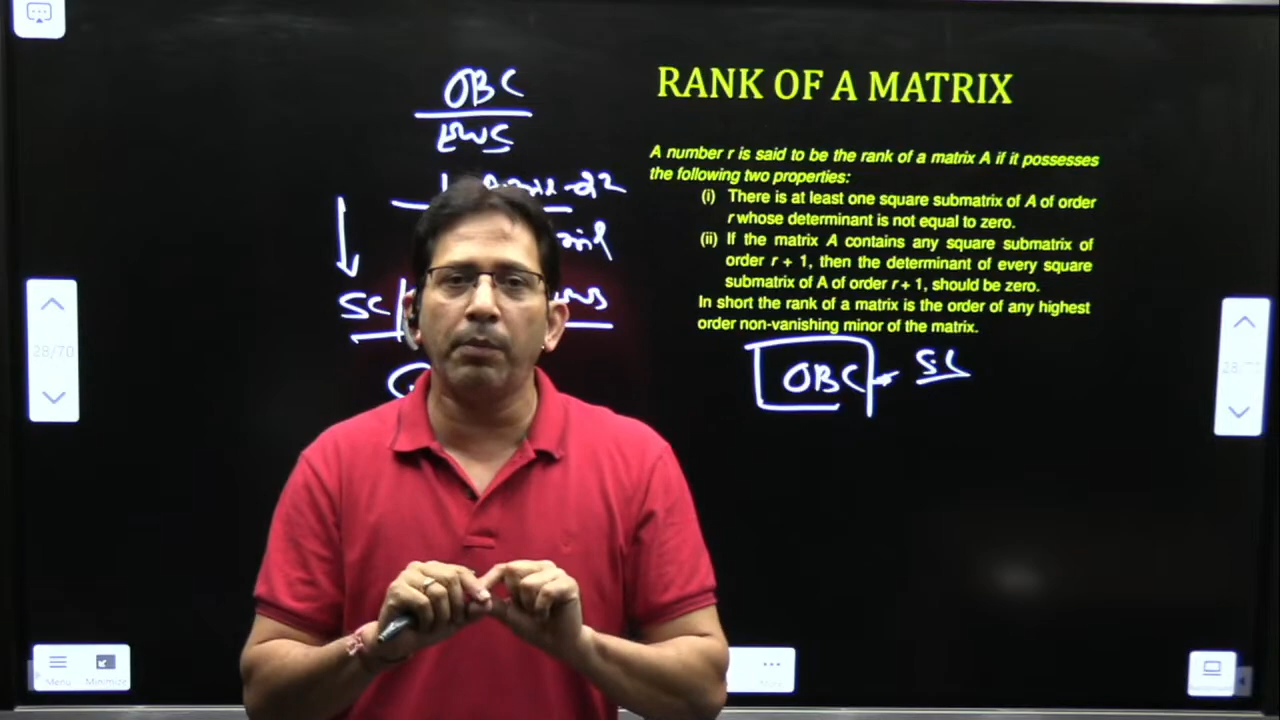 OBC
EWS
SC
RANK OF A MATRIX
A number r is said to be the rank of a matrix A if it possesses
the following two properties:
(i) There is at least one square submatrix of A of order
r whose determinant is not equal to zero.
(ii) If the matrix A contains any square submatrix of
order r + 1, then the determinant of every square
submatrix of A of order r + 1, should be zero.
In short the rank of a matrix is the order of any highest
order non-vanishing minor of the matrix.
OBC
28/70
28/70
Menu
Minimize